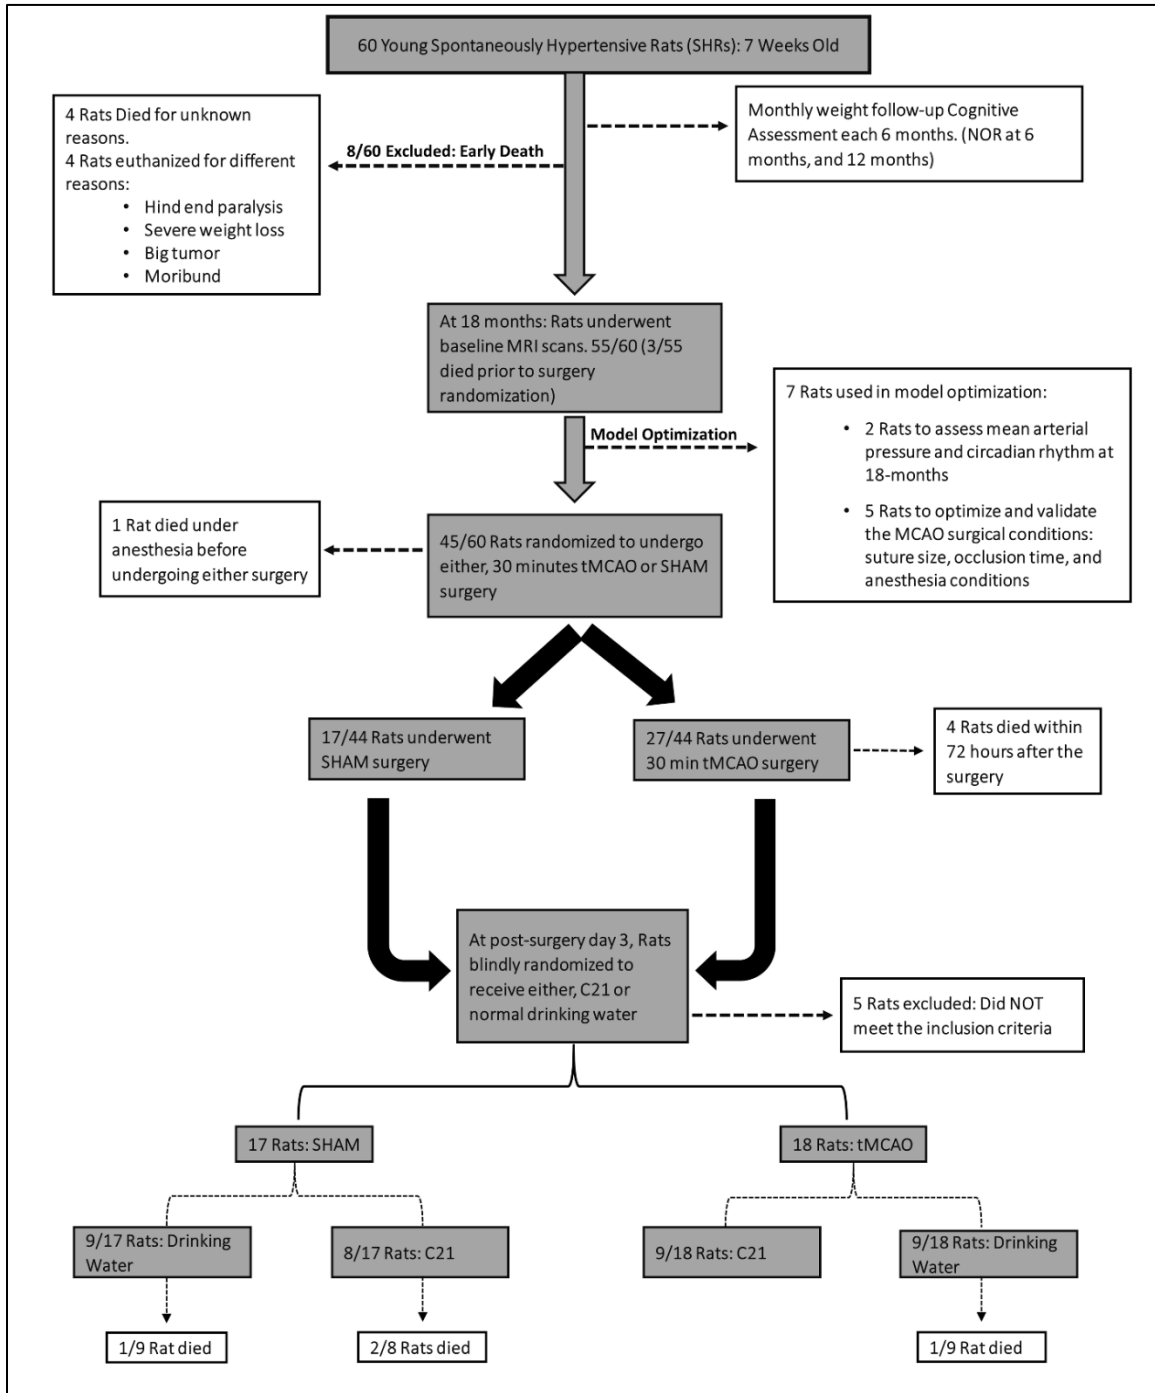 60 Young Spontaneously Hypertensive Rats (SHRs): 7 Weeks Old
4 Rats Died for unknown
reasons.
4 Rats euthanized for different
reasons:
• Hind end paralysis
• Severe weight loss
• Big tumor
• Moribund
8/60 Excluded: Early Death
Monthly weight follow-up Cognitive
Assessment each 6 months. (NOR at 6
months, and 12 months)
At 18 months: Rats underwent
baseline MRI scans. 55/60 (3/55
died prior to surgery
randomization)
Model Optimization
7 Rats used in model optimization:
• 2 Rats to assess mean arterial
pressure and circadian rhythm at
18-months
• 5 Rats to optimize and validate
the MCAO surgical conditions:
suture size, occlusion time, and
anesthesia conditions
1 Rat died under
anesthesia before
undergoing either surgery
45/60 Rats randomized to undergo
either, 30 minutes tMCAO or SHAM
surgery
17/44 Rats underwent
SHAM surgery
27/44 Rats underwent
30 min tMCAO surgery
4 Rats died within
72 hours after the
surgery
At post-surgery day 3, Rats
blindly randomized to
receive either, C21 or
normal drinking water
5 Rats excluded: Did NOT
meet the inclusion criteria
17 Rats: SHAM
18 Rats: tMCAO
9/17 Rats: Drinking
Water
8/17 Rats: C21
9/18 Rats: C21
9/18 Rats: Drinking
Water
1/9 Rat died
2/8 Rats died
1/9 Rat died